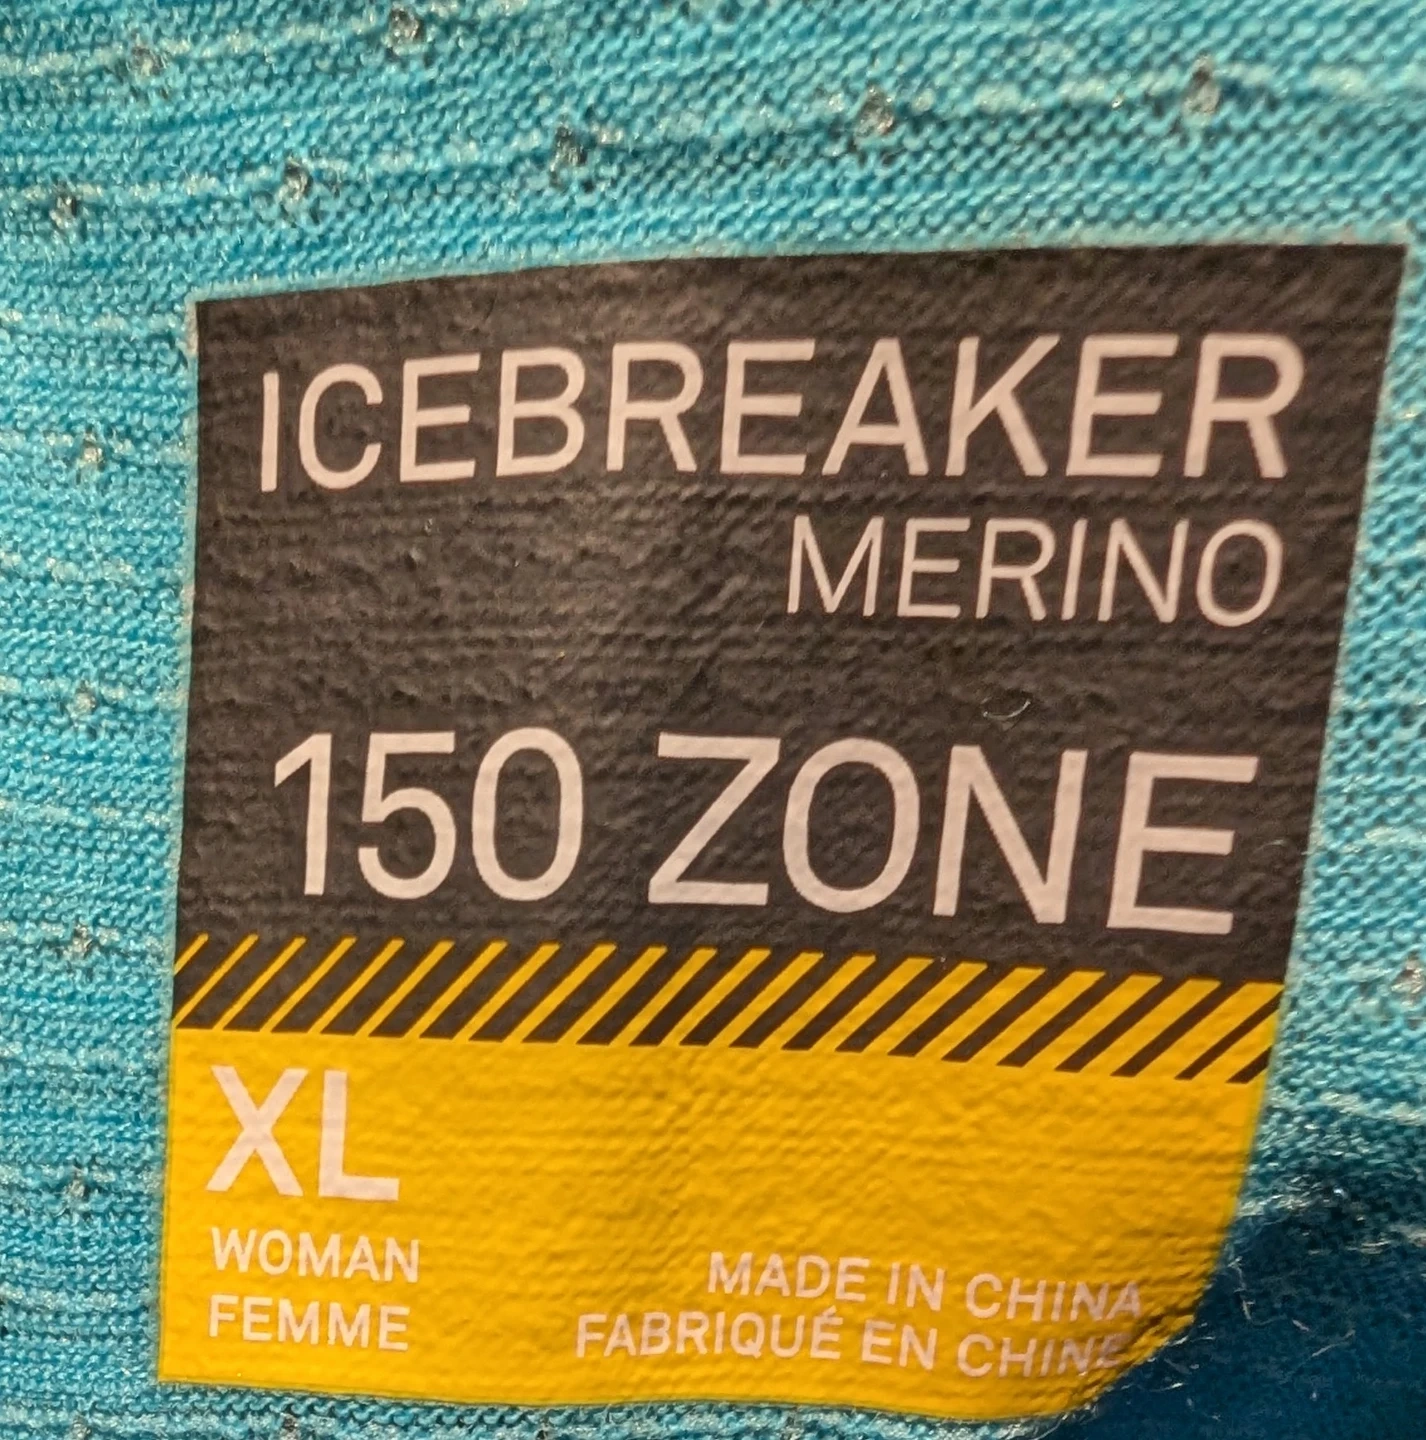 ICEBREAKER
MERINO
150 ZONE
XL
WOMAN
FEMME
MADE IN CHINA
FABRIQUÉ EN CHINE